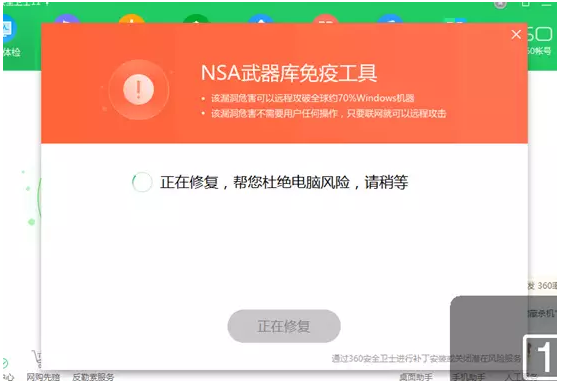 体检
帐号
NSA武器库免疫工具
• 该漏洞危害可以远程攻破全球约70%Windows机器
• 该漏洞危害不需要用户任何操作，只要联网就可以远程攻击
正在修复，帮您杜绝电脑风险，请稍等
正在修复
通过360安全卫士进行补丁安装或关闭潜在风险服务
网购先赔
反勒索服务
桌面助手
手机助手
1